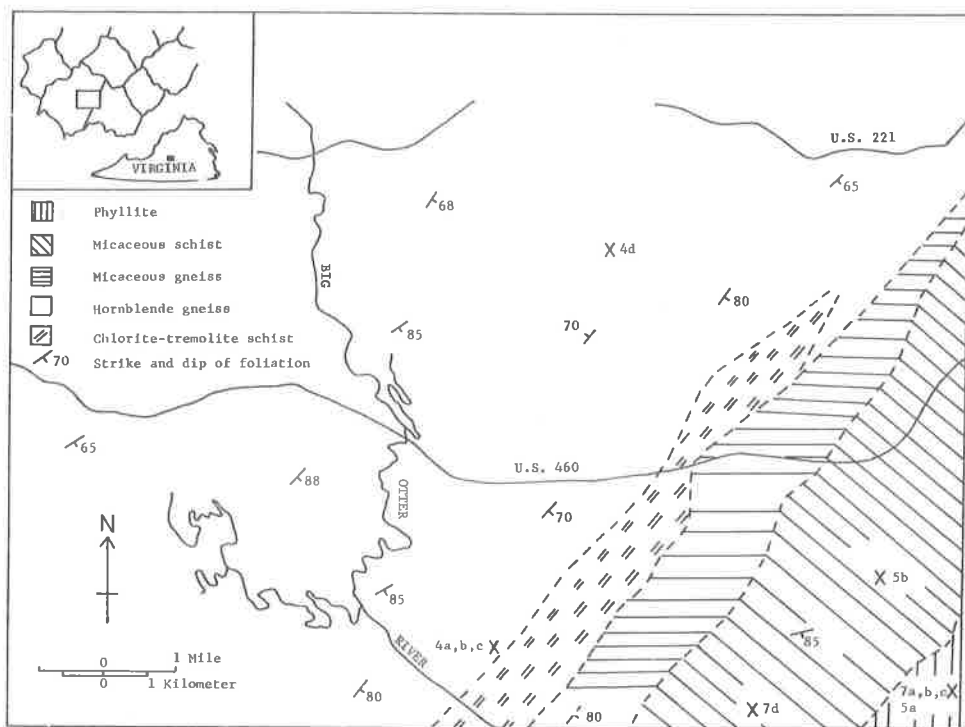 VIRGINIA
U.S. 221
Phyllite
Micaceous schist
Micaceous gneiss
Hornblende gneiss
Chlorite-tremolite schist
70 Strike and dip of foliation
65
68
4d
BIG
80
85
70
65
U.S. 460
88
OTTER
70
N
5b
85
85
4a,b,c
RIVER
0 1 Mile
0 1 Kilometer
80
80
7d
7a,b,c
5a